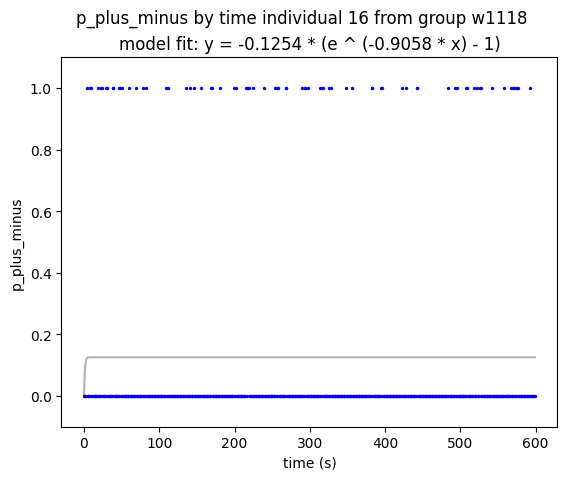 p_plus_minus by time individual 16 from group w1118
model fit: y = -0.1254 * (e ^ (-0.9058 * x) - 1)
1.0
0.8
0.6
0.4
0.2
0.0
p_plus_minus
0 100 200 300 400 500 600
time (s)